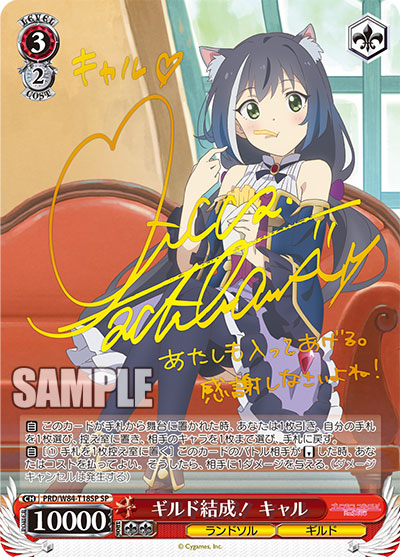 LEVEL
3
2
COST
キャル♡
あたしも入ってあげる。
感謝しなさいよね!
SAMPLE
自 このカードが手札から舞台に置かれた時、あなたは1枚引き、自分の手札
を1枚選び、控え室に置き、相手のキャラを1枚まで選び、手札に戻す。
自 [① 手札を1枚控え室に置く] このカードのバトル相手が した時、あな
たはコストを払ってよい。そうしたら、相手に1ダメージを与える。(ダメージ
キャンセルは発生する)
CH PRD/W84-T18SP SP
10000
ギルド結成! キャル
ランドソル
ギルド
© Cygames, Inc.